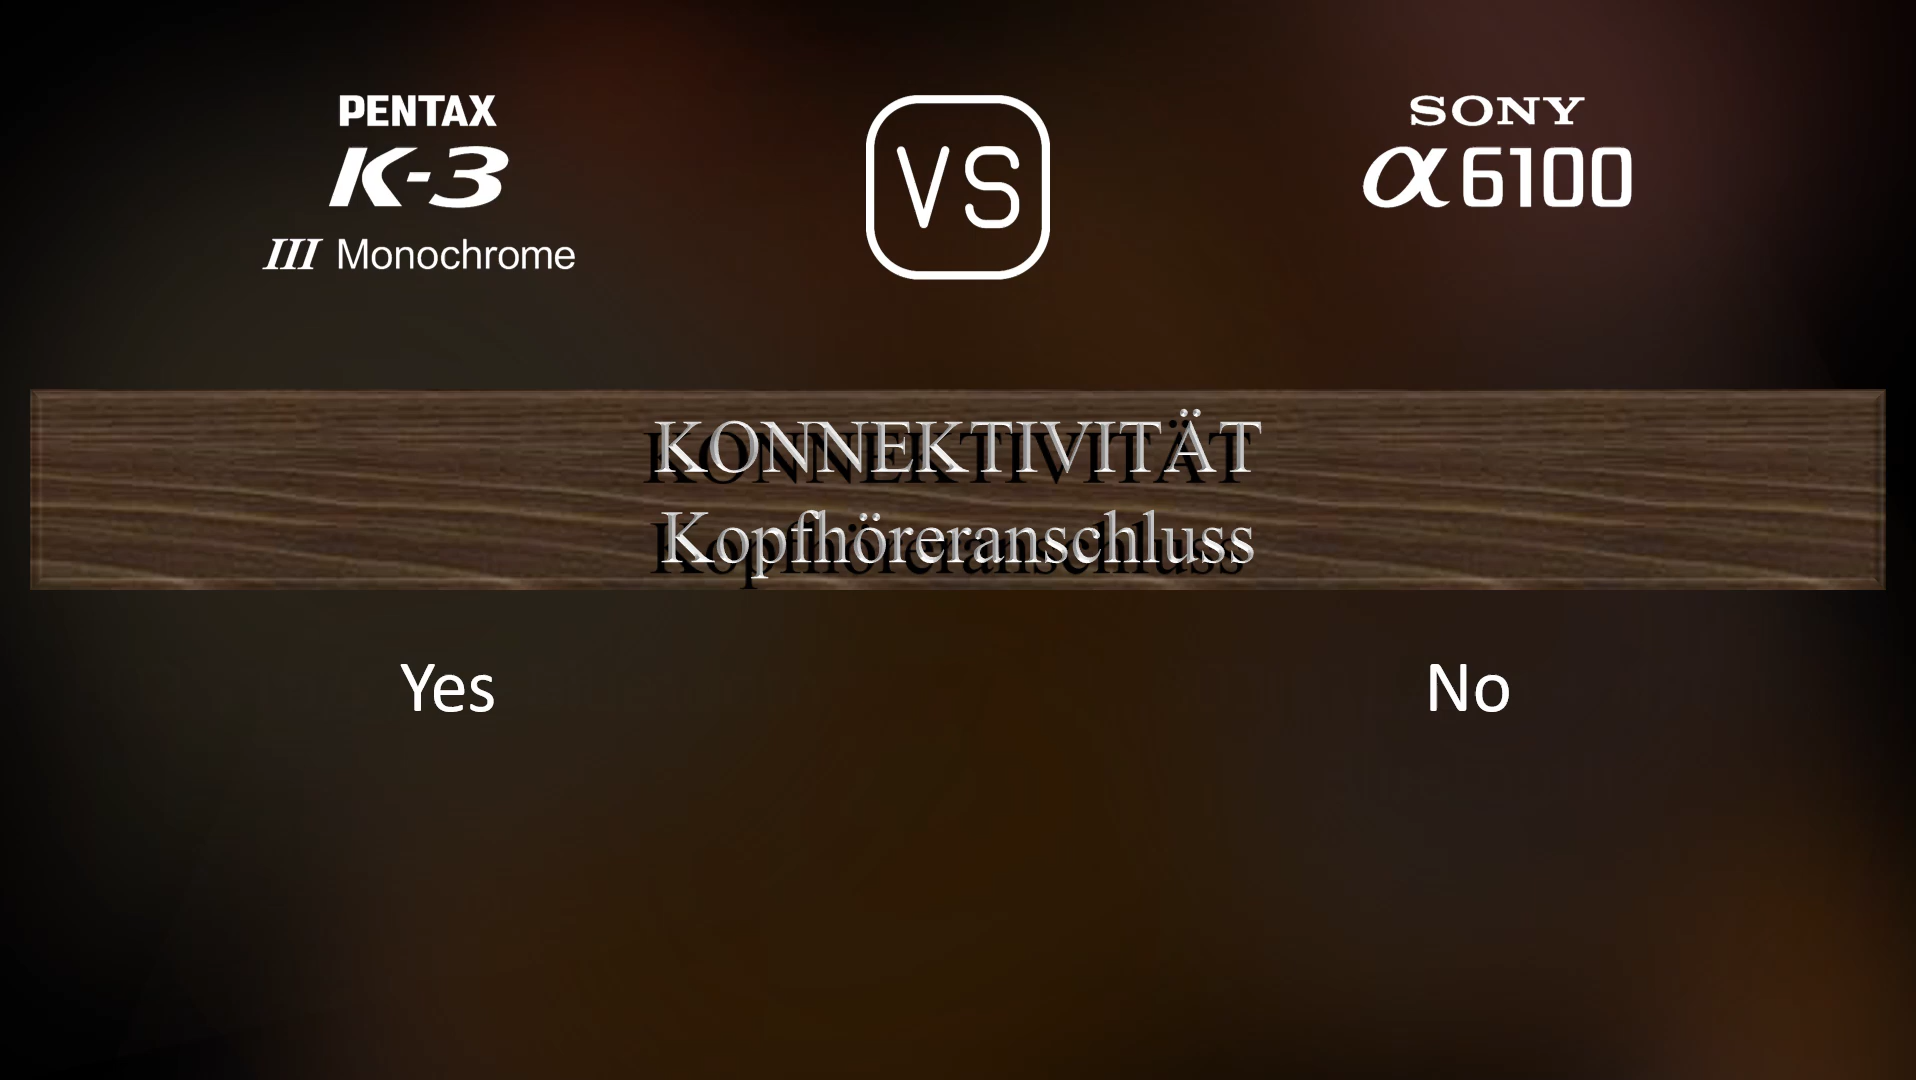 PENTAX
K-3
III Monochrome
VS
SONY
α6100
KONNEKTIVITÄT
Kopfhöreranschluss
Yes
No